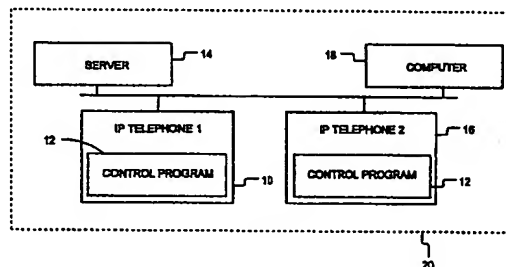 SERVER
14
18
COMPUTER
IP TELEPHONE 1
IP TELEPHONE 2
16
12
CONTROL PROGRAM
10
CONTROL PROGRAM
12
20